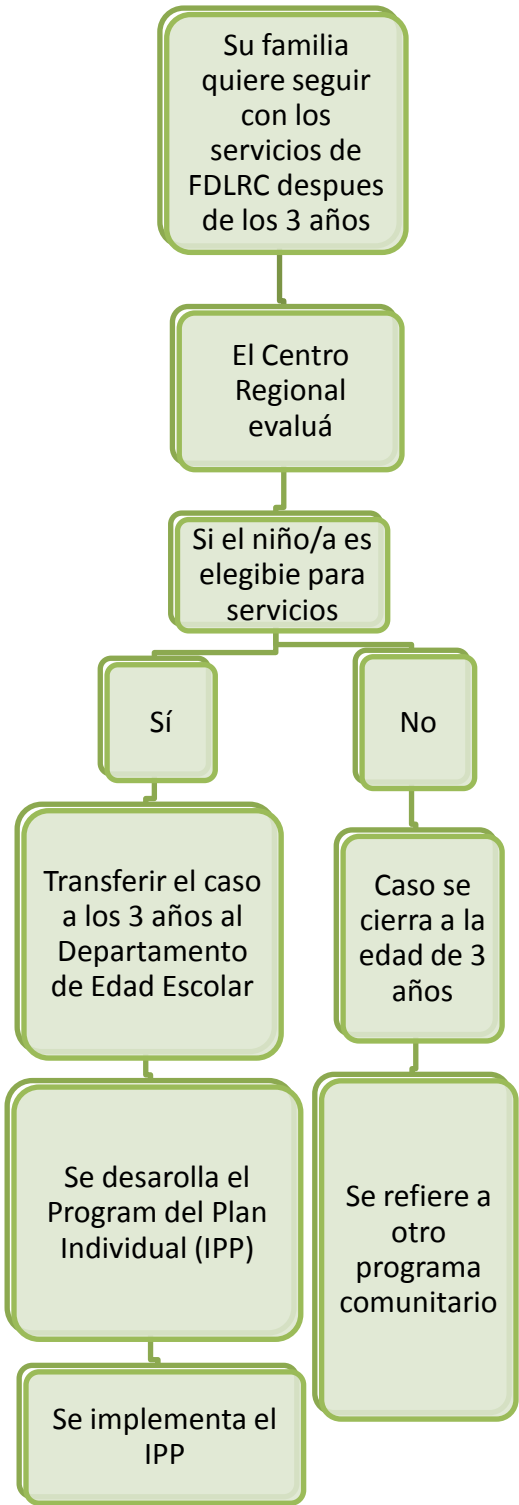 Su familia
quiere seguir
con los
servicios de
FDLRC despues
de los 3 años
El Centro
Regional
evaluá
Si el niño/a es
elegibie para
servicios
Sí
No
Transferir el caso
a los 3 años al
Departamento
de Edad Escolar
Caso se
cierra a la
edad de 3
años
Se desarolla el
Program del Plan
Individual (IPP)
Se refiere a
otro
programa
comunitario
Se implementa el
IPP